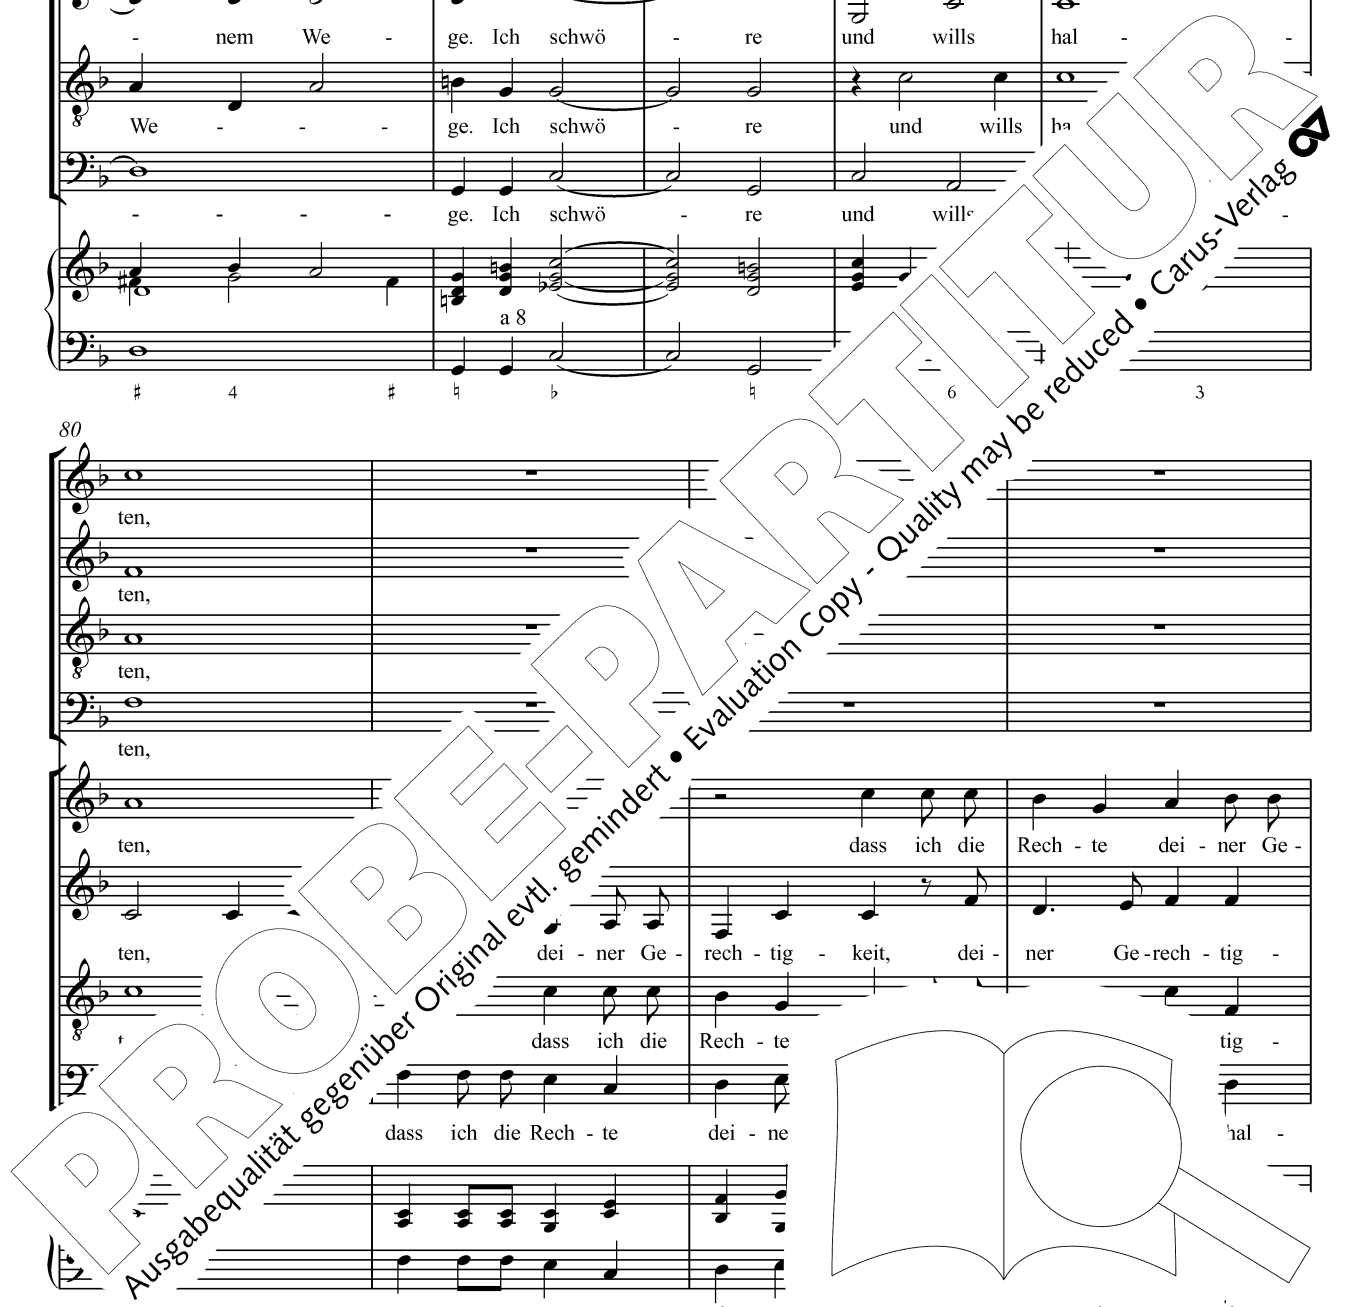 - nem We - ge. Ich schwö - re und wills hal - -
We - - - ge. Ich schwö - re und wills
- - - - ge. Ich schwö - re und wills -
a 8
4 6 3
80
ten,
ten,
ten,
ten,
ten, dass ich die Rech - te dei - ner Ge -
ten, dei - ner Ge - rech - tig - keit, dei - ner Ge - rech - tig -
dass ich die Rech - te tig -
dass ich die Rech - te dei - ne hal -
PROBE-PARTITUR
Ausgabequalität gegenüber Original evtl. gemindert • Evaluation Copy - Quality may be reduced • Carus-Verlag